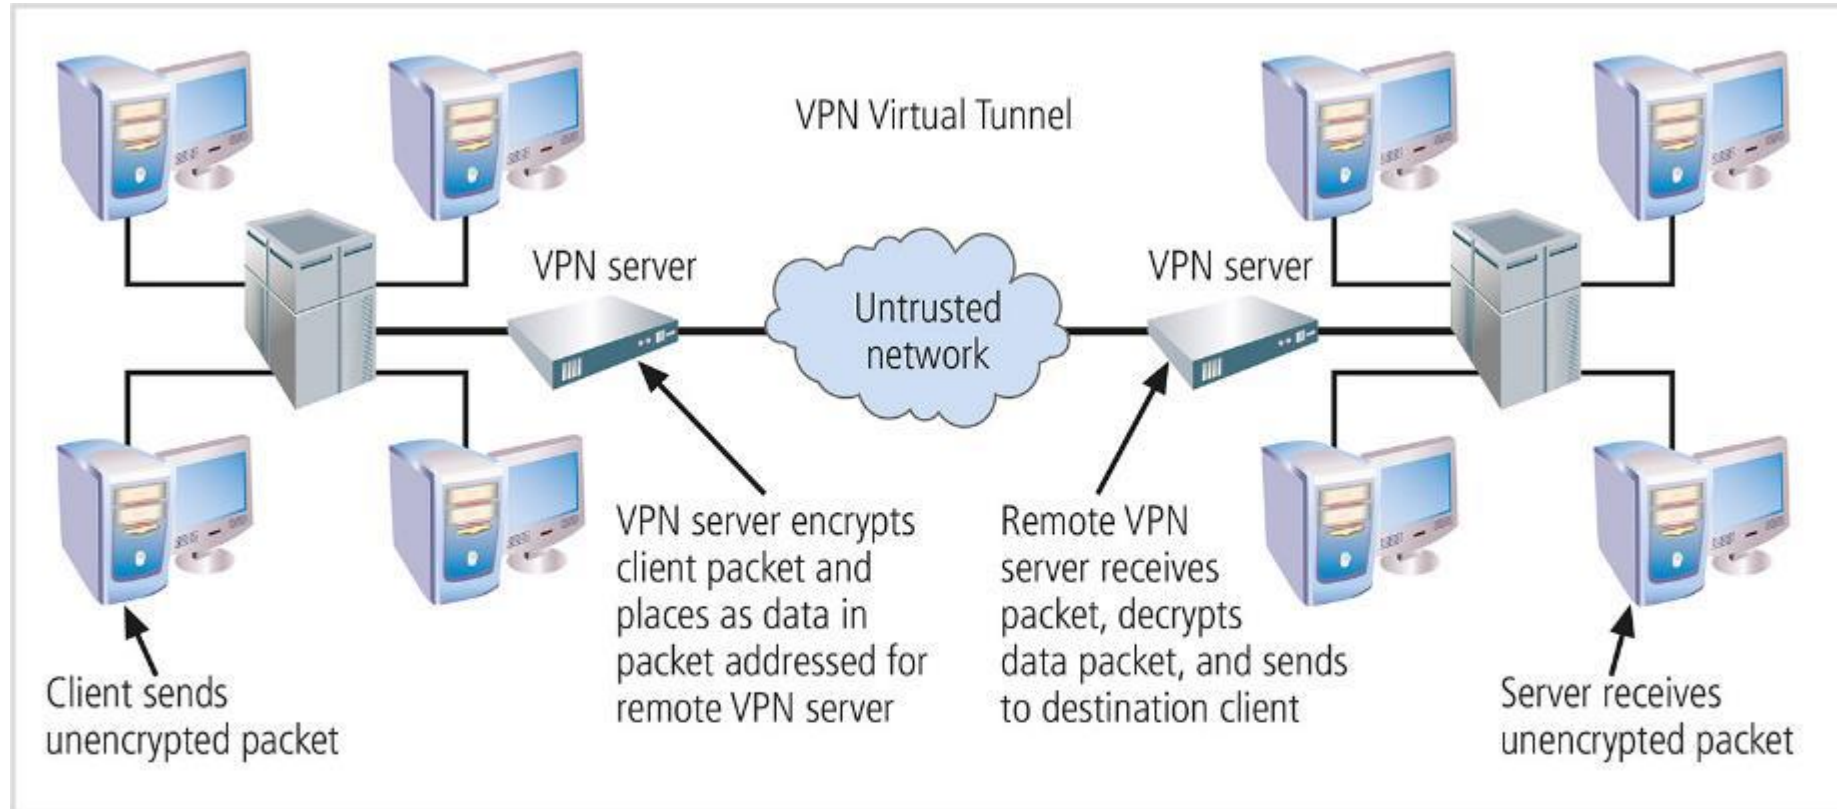 VPN Virtual Tunnel
VPN server
Untrusted
network
VPN server
Client sends
unencrypted packet
VPN server encrypts
client packet and
places as data in
packet addressed for
remote VPN server
Remote VPN
server receives
packet, decrypts
data packet, and sends
to destination client
Server receives
unencrypted packet